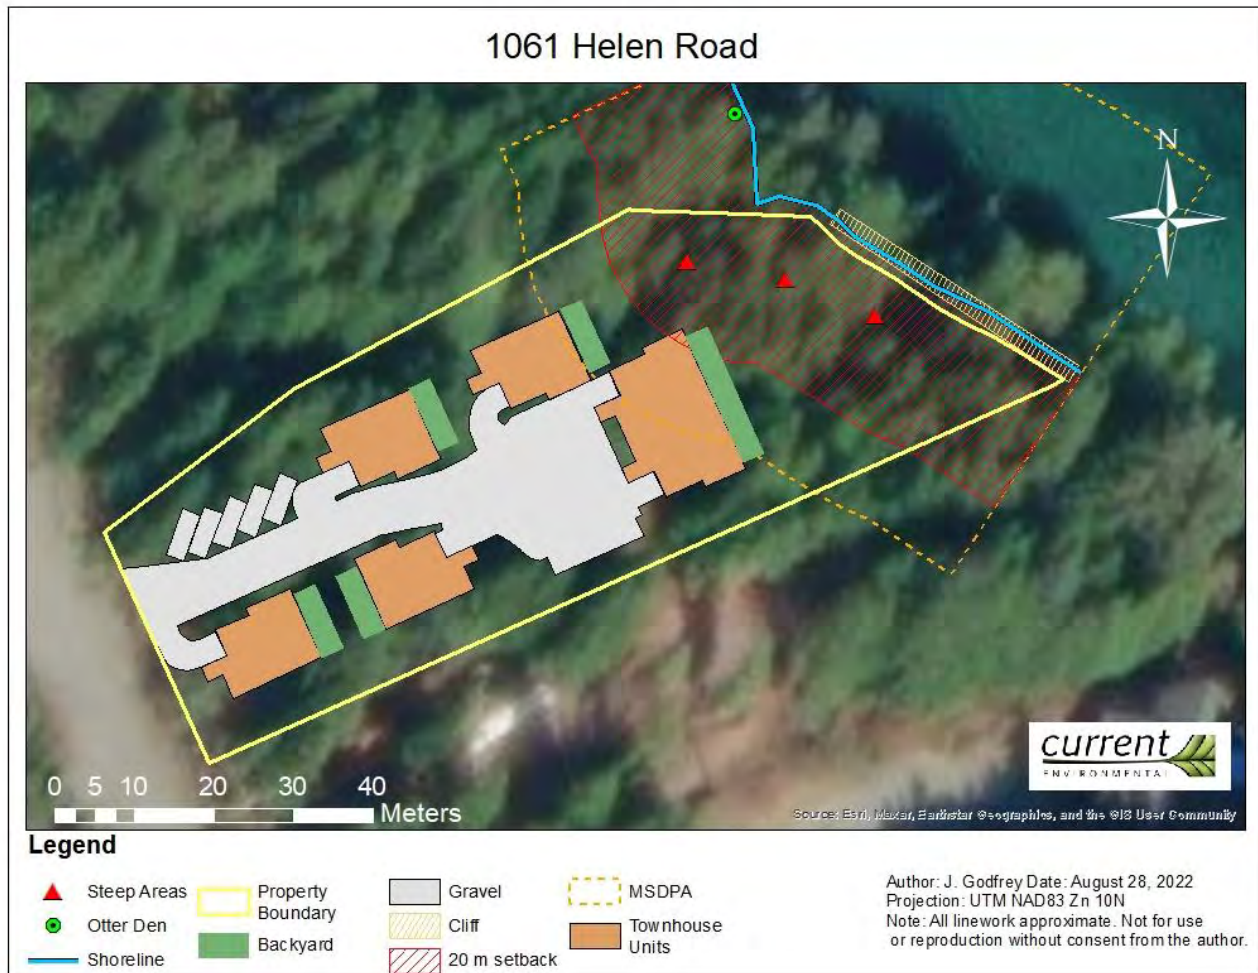 1061 Helen Road
N
current
ENVIRONMENTAL
0 5 10 20 30 40
Meters
Source: Esri, Maxar, Earthstar Geographics, and the GIS User Community
Legend
Steep Areas
Otter Den
Shoreline
Property
Boundary
Backyard
Gravel
Cliff
20 m setback
MSDPA
Townhouse
Units
Author: J. Godfrey Date: August 28, 2022
Projection: UTM NAD83 Zn 10N
Note: All linework approximate. Not for use
or reproduction without consent from the author.